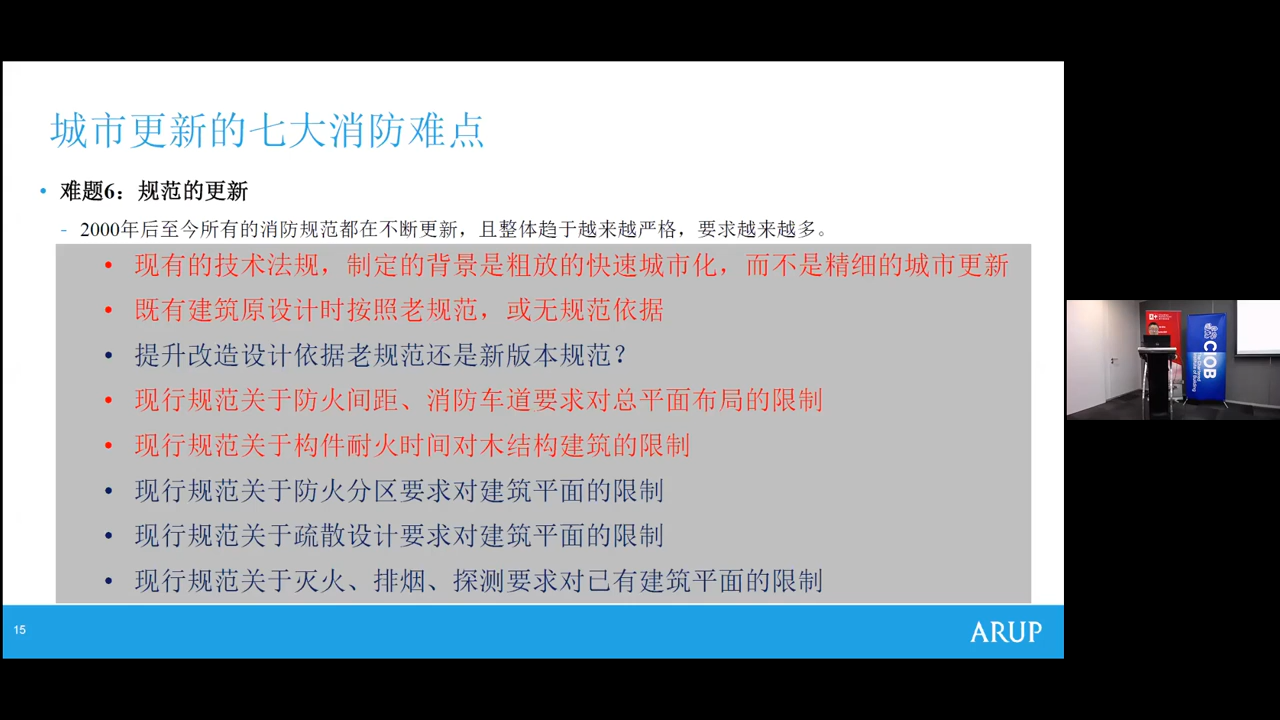 城市更新的七大消防难点
• 难题6：规范的更新
- 2000年后至今所有的消防规范都在不断更新，且整体趋于越来越严格，要求越来越多。
• 现有的技术法规，制定的背景是粗放的快速城市化，而不是精细的城市更新
• 既有建筑原设计时按照老规范，或无规范依据
• 提升改造设计依据老规范还是新版本规范？
• 现行规范关于防火间距、消防车道要求对总平面布局的限制
• 现行规范关于构件耐火时间对木结构建筑的限制
• 现行规范关于防火分区要求对建筑平面的限制
• 现行规范关于疏散设计要求对建筑平面的限制
• 现行规范关于灭火、排烟、探测要求对已有建筑平面的限制
15
ARUP
CIOB